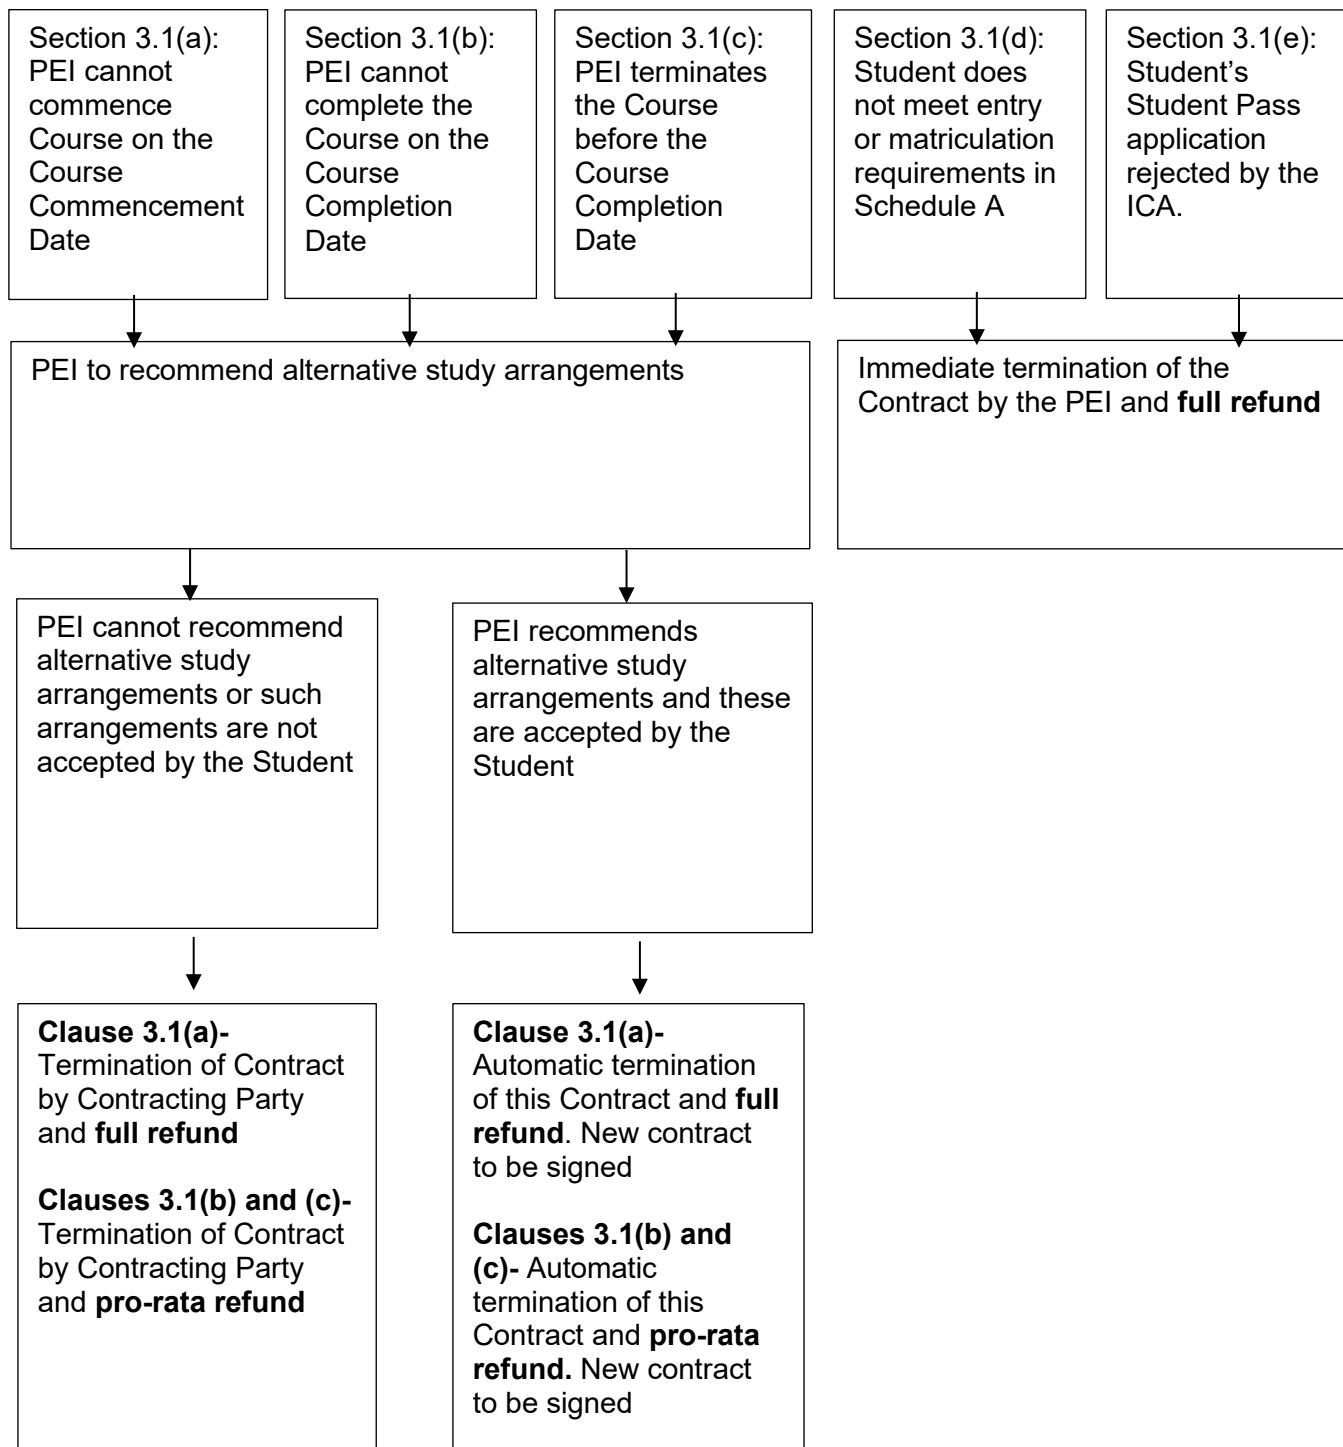 Section 3.1(a):
PEI cannot
commence
Course on the
Course
Commencement
Date
Section 3.1(b):
PEI cannot
complete the
Course on the
Course
Completion
Date
Section 3.1(c):
PEI terminates
the Course
before the
Course
Completion
Date
Section 3.1(d):
Student does
not meet entry
or matriculation
requirements in
Schedule A
Section 3.1(e):
Student’s
Student Pass
application
rejected by the
ICA.
PEI to recommend alternative study arrangements
Immediate termination of the
Contract by the PEI and full refund
PEI cannot recommend
alternative study
arrangements or such
arrangements are not
accepted by the Student
PEI recommends
alternative study
arrangements and these
are accepted by the
Student
Clause 3.1(a)-
Termination of Contract
by Contracting Party
and full refund
Clauses 3.1(b) and (c)-
Termination of Contract
by Contracting Party
and pro-rata refund
Clause 3.1(a)-
Automatic termination
of this Contract and full
refund. New contract
to be signed
Clauses 3.1(b) and
(c)- Automatic
termination of this
Contract and pro-rata
refund. New contract
to be signed